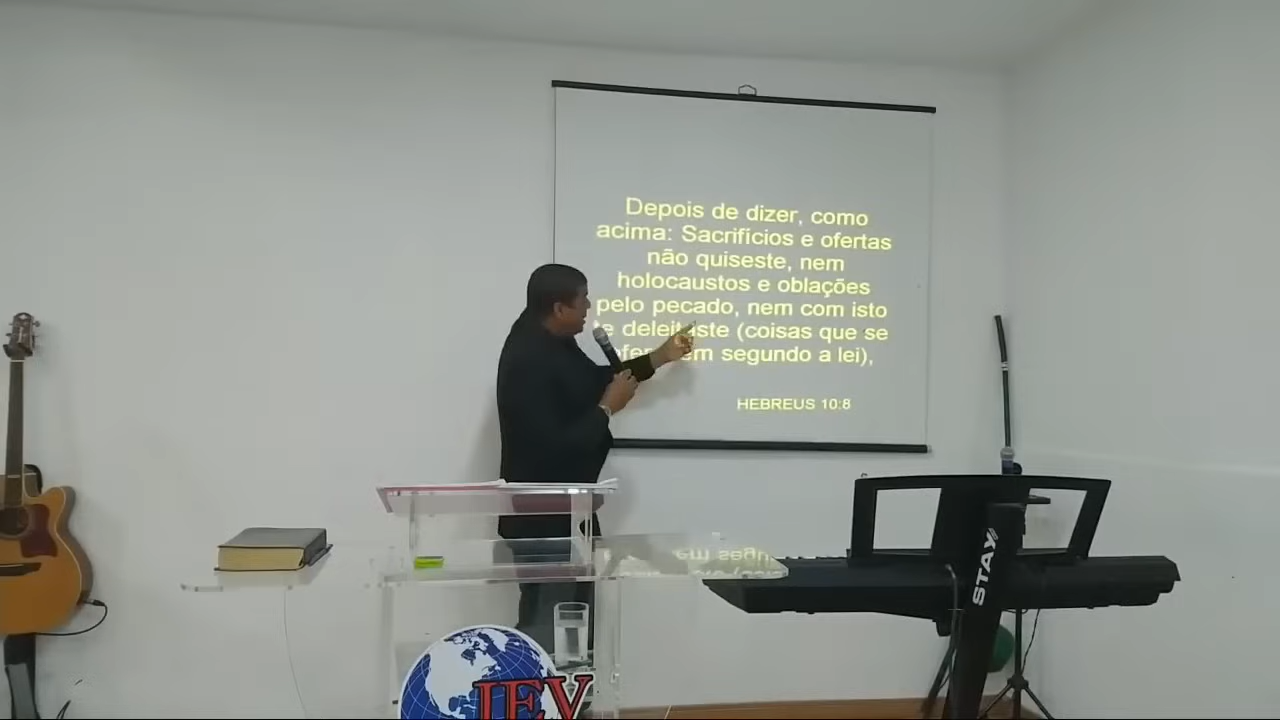 Depois de dizer, como
acima: Sacrifícios e ofertas
não quiseste, nem
holocaustos e oblações
pelo pecado, nem com isto
te deleitaste (coisas que se
segundo a lei),
HEBREUS 10:8
STAY
IEV